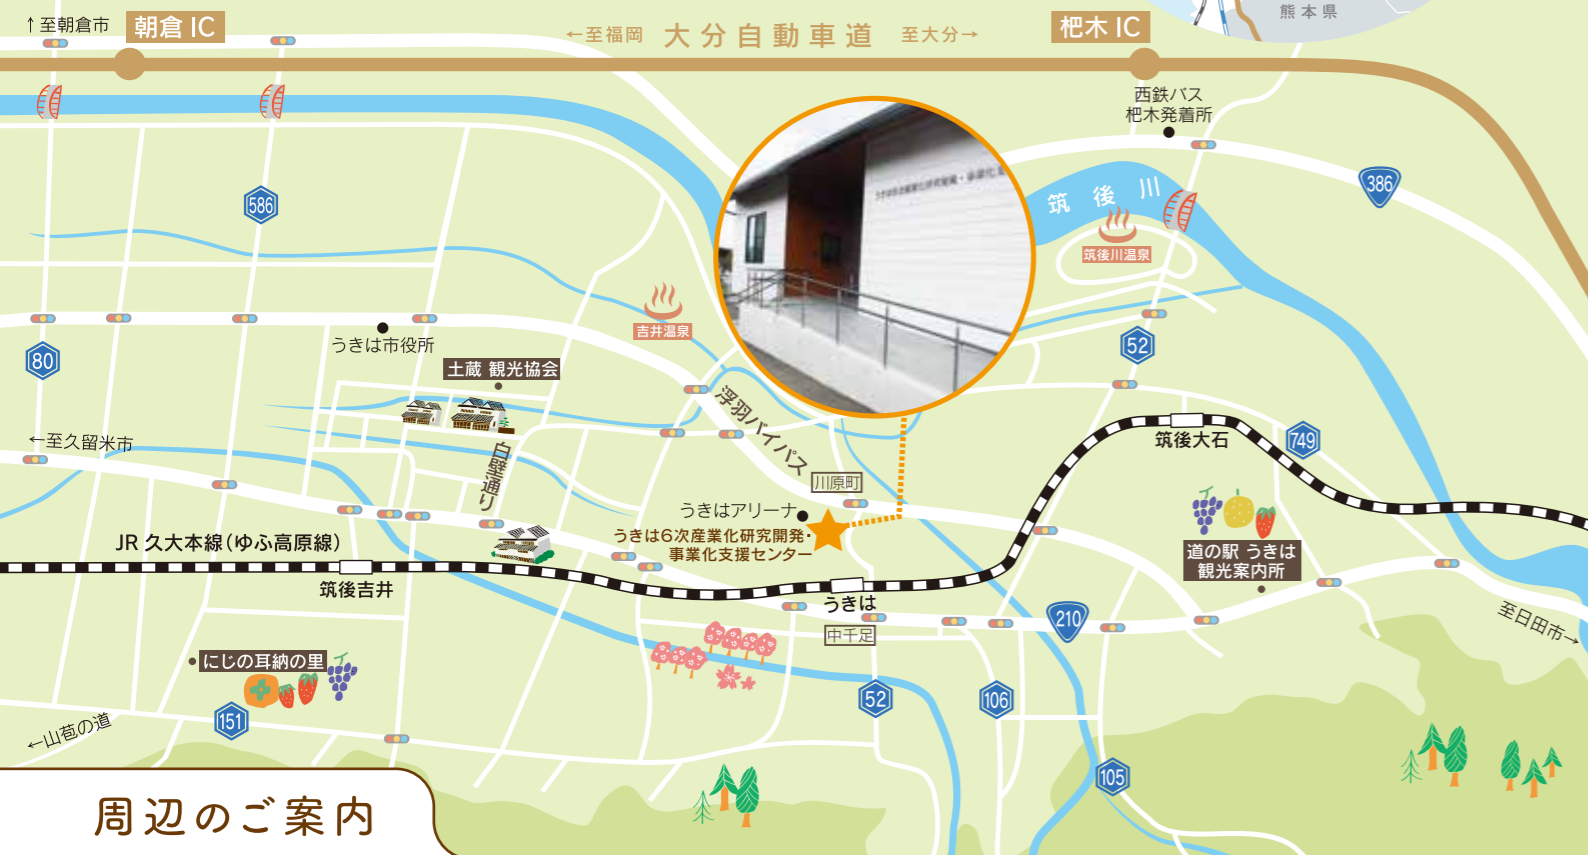 ↑至朝倉市
朝倉 IC
←至福岡 大分自動車道 至大分→
杷木 IC
熊本県
西鉄バス
杷木発着所
586
386
筑後川
筑後川温泉
吉井温泉
うきは市役所
80
52
土蔵 観光協会
浮羽バイパス
←至久留米市
白壁通り
筑後大石
749
川原町
うきはアリーナ
うきは6次産業化研究開発・
事業化支援センター
JR 久大本線(ゆふ高原線)
筑後吉井
うきは
道の駅 うきは
観光案内所
210
中千足
至日田市→
にじの耳納の里
151
52
106
←山苞の道
105
周辺のご案内